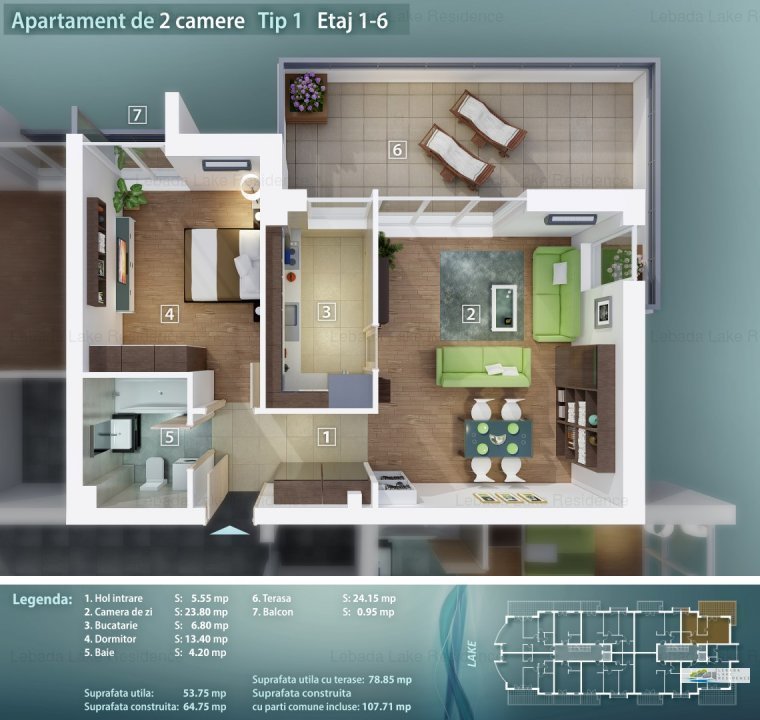 Apartament de 2 camere Tip 1 Etaj 1-6
Lebada Lake Residence
7
6
4
3
2
5
1
Legenda:
1. Hol intrare S: 5.55 mp
2. Camera de zi S: 23.80 mp
3. Bucatarie S: 6.80 mp
4. Dormitor S: 13.40 mp
5. Baie S: 4.20 mp
6. Terasa S: 24.15 mp
7. Balcon S: 0.95 mp
Suprafata utila: 53.75 mp
Suprafata construita: 64.75 mp
Suprafata utila cu terase: 78.85 mp
Suprafata construita
cu parti comune incluse: 107.71 mp
LAKE